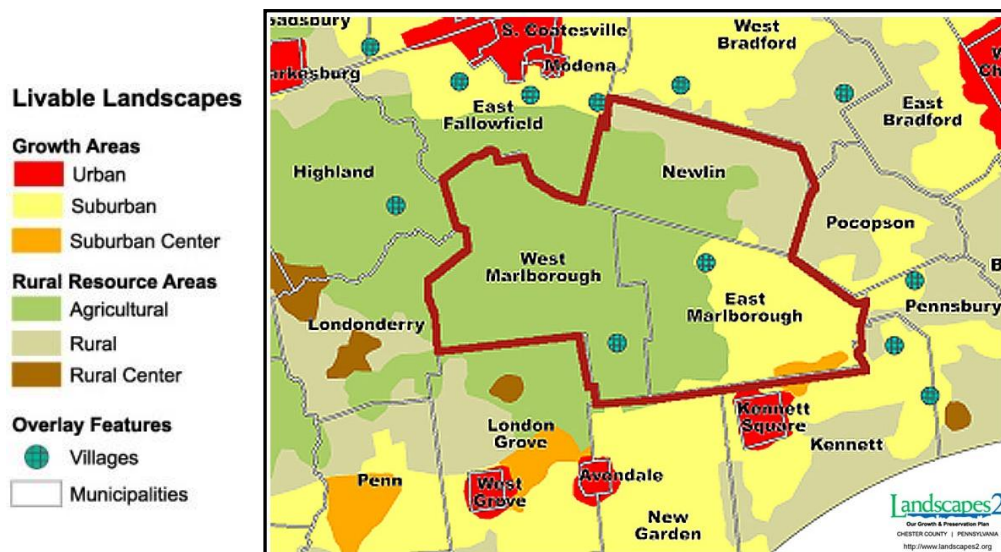 Livable Landscapes
Growth Areas
Urban
Suburban
Suburban Center
Rural Resource Areas
Agricultural
Rural
Rural Center
Overlay Features
Villages
Municipalities
S. Coatesville
Modena
West
Bradford
East
Fallowfield
East
Bradford
Highland
Newlin
Pocopson
West
Marlborough
East
Marlborough
Pennsbury
Londonderry
London
Grove
Kennett
Square
Kennett
Penn
West
Grove
Avondale
New
Garden
Landscapes2
Our Growth & Preservation Plan
CHESTER COUNTY | PENNSYLVANIA
http://www.landscapes2.org